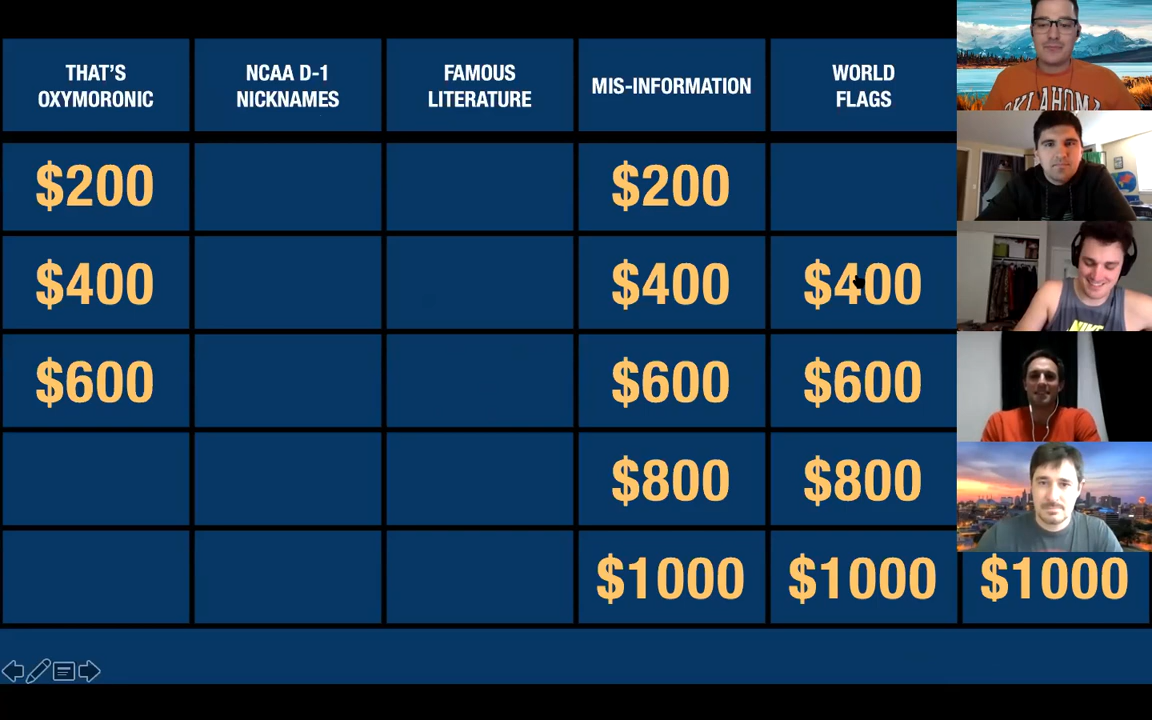 THAT'S
OXYMORONIC
NCAA D-1
NICKNAMES
FAMOUS
LITERATURE
MIS-INFORMATION
WORLD
FLAGS
OKLAHOMA
$200
$200
$400
$400
$400
NIKE
$600
$600
$600
$800
$800
$1000
$1000
$1000